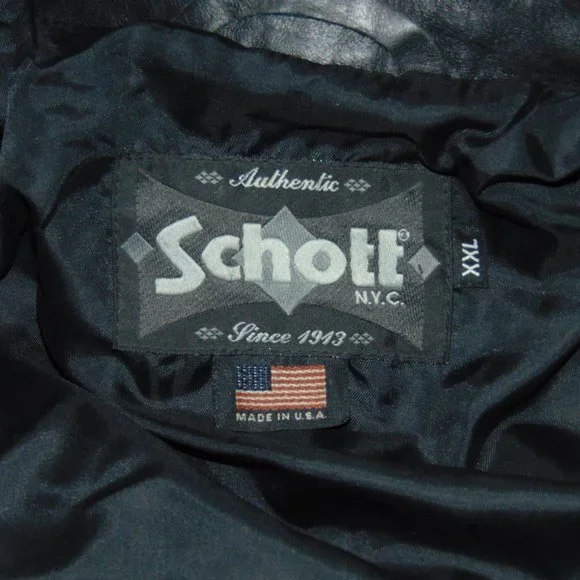 Authentic
Schott®
N.Y.C.
Since 1913
XXL
MADE IN U.S.A.